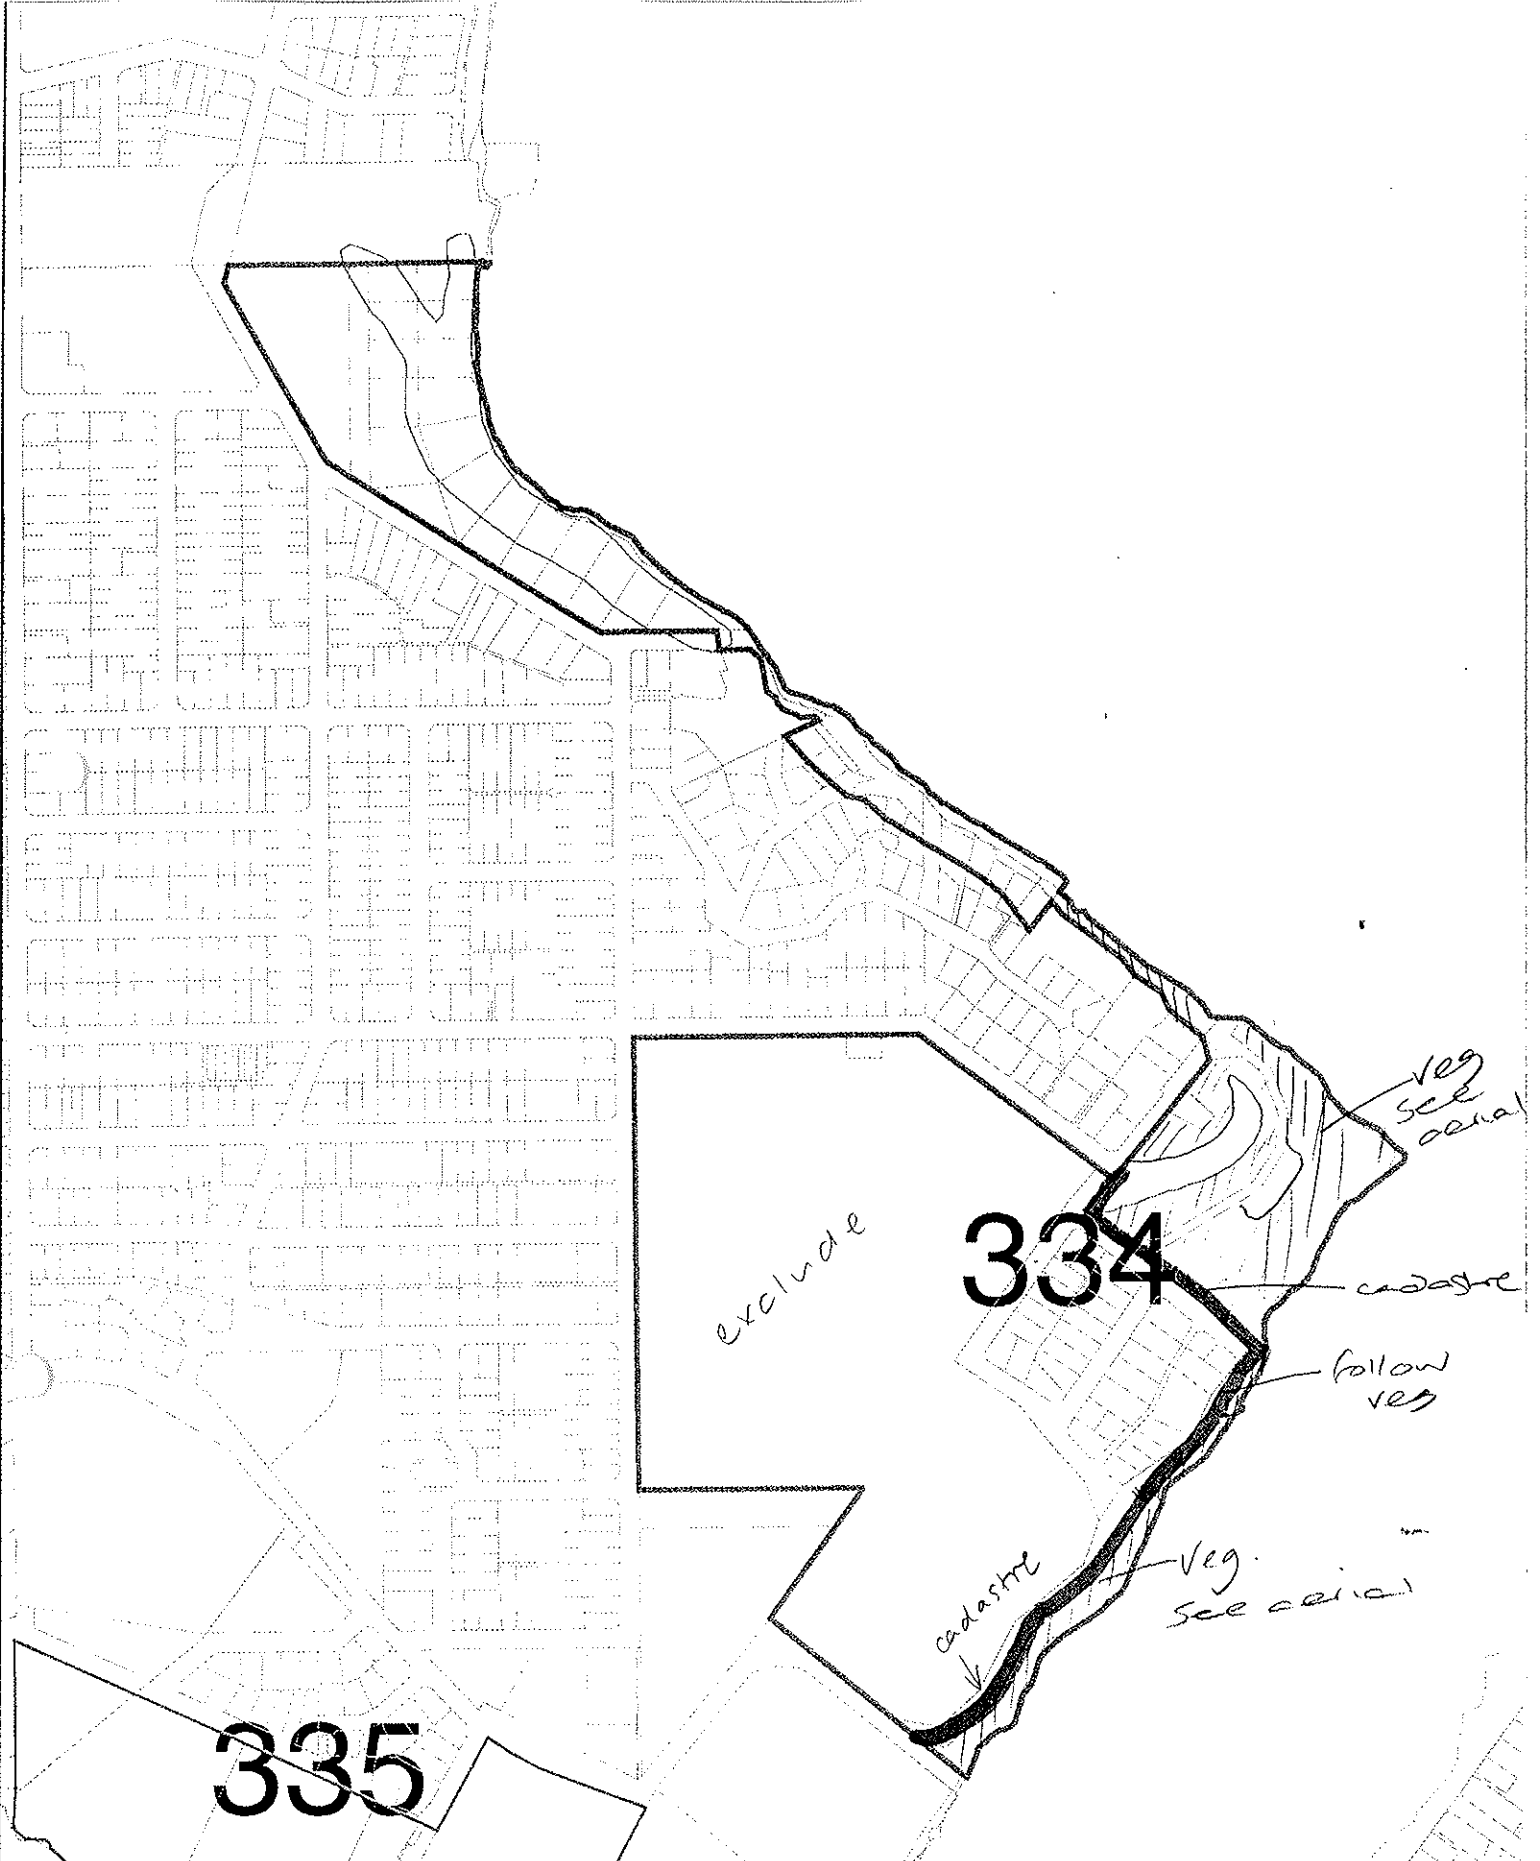 veg
see
aerial
exclude
334
cadastre
follow
veg
cadastre
veg.
see aerial
335